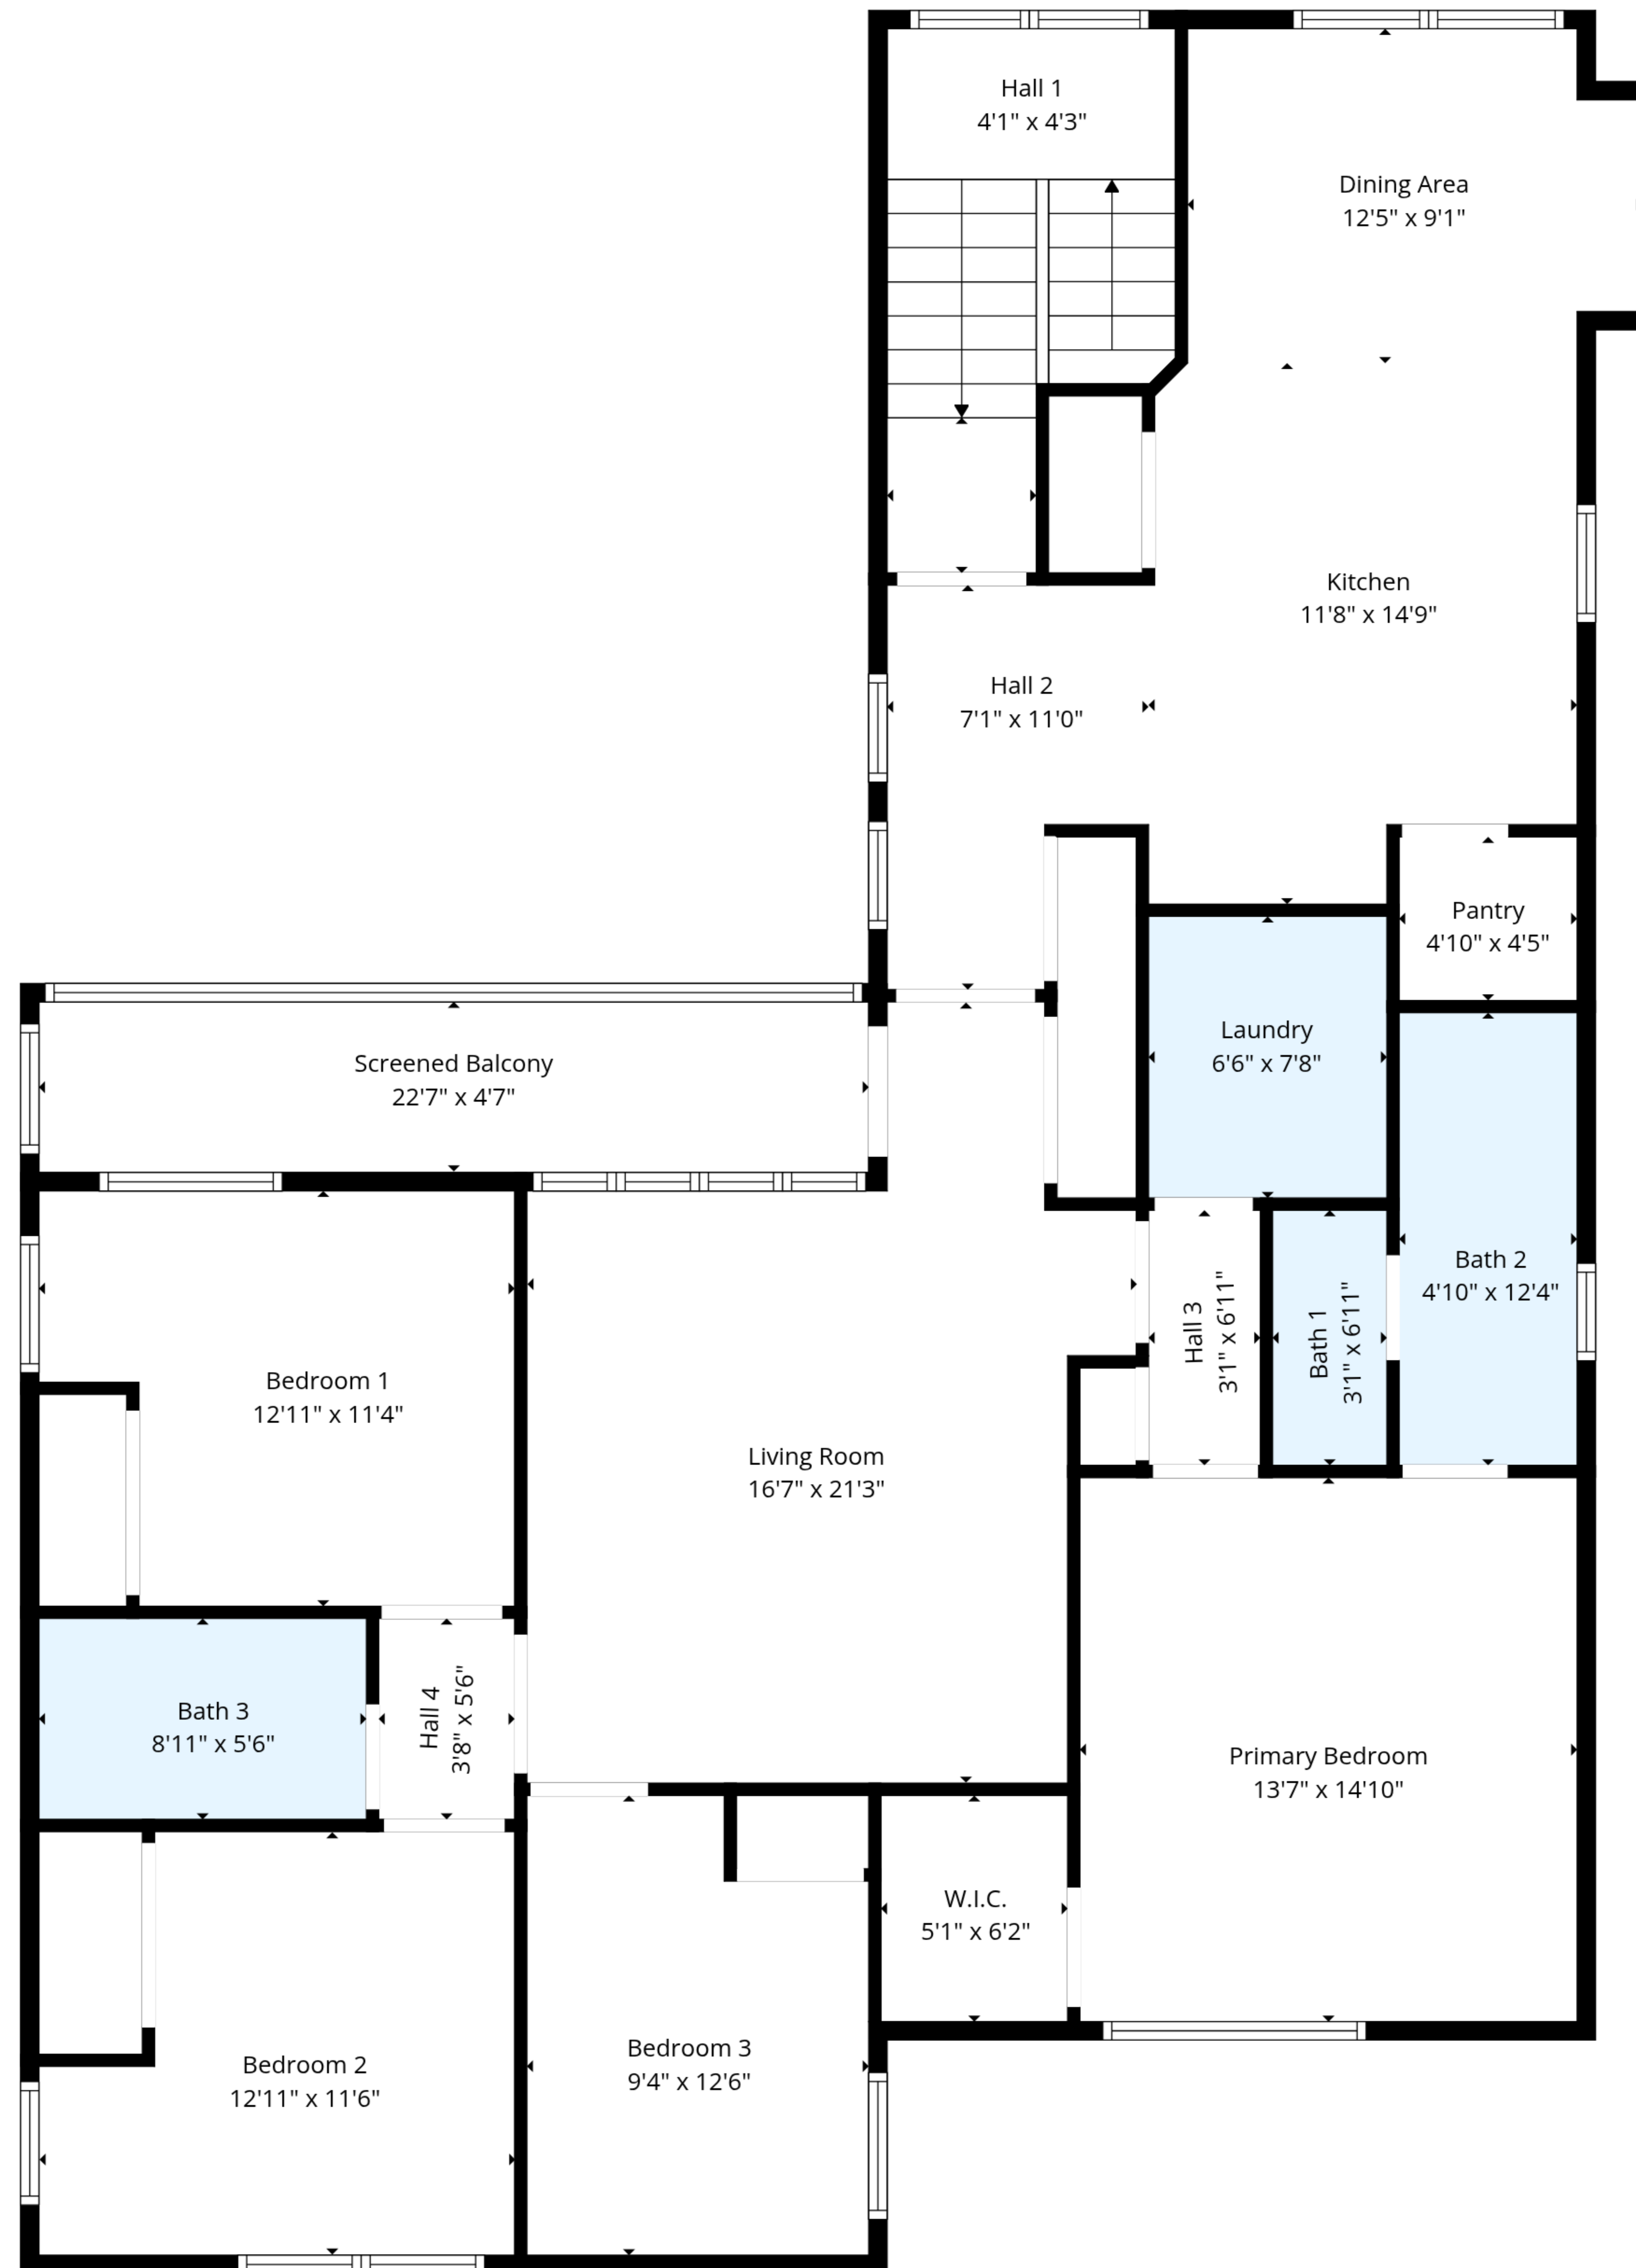 Hall 1
4'1" x 4'3"
Dining Area
12'5" x 9'1"
Kitchen
11'8" x 14'9"
Hall 2
7'1" x 11'0"
Pantry
4'10" x 4'5"
Laundry
6'6" x 7'8"
Screened Balcony
22'7" x 4'7"
Bath 2
4'10" x 12'4"
Hall 3
3'1" x 6'11"
Bath 1
3'1" x 6'11"
Bedroom 1
12'11" x 11'4"
Living Room
16'7" x 21'3"
Bath 3
8'11" x 5'6"
Hall 4
3'8" x 5'6"
Primary Bedroom
13'7" x 14'10"
W.I.C.
5'1" x 6'2"
Bedroom 3
9'4" x 12'6"
Bedroom 2
12'11" x 11'6"